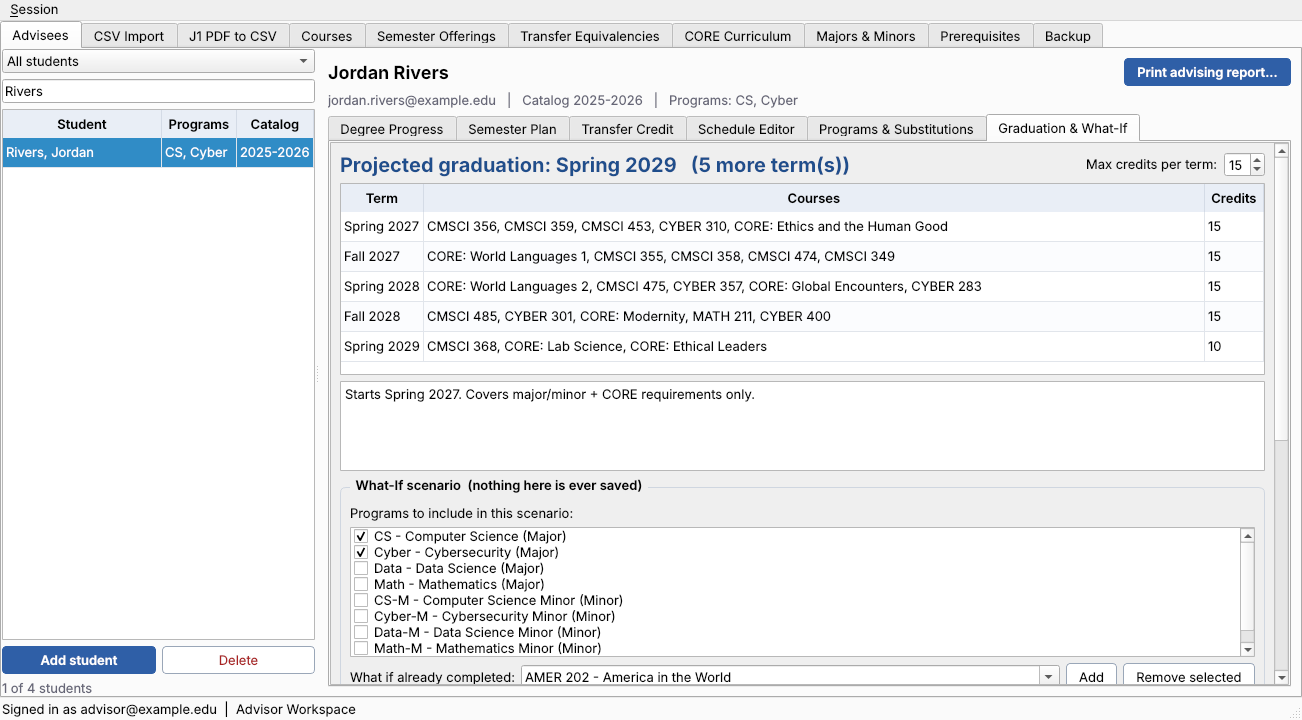 Session
Advisees CSV Import J1 PDF to CSV Courses Semester Offerings Transfer Equivalencies CORE Curriculum Majors & Minors Prerequisites Backup
All students
Rivers
Student Programs Catalog
Rivers, Jordan CS, Cyber 2025-2026
Add student Delete
1 of 4 students
Jordan Rivers
Print advising report...
jordan.rivers@example.edu | Catalog 2025-2026 | Programs: CS, Cyber
Degree Progress Semester Plan Transfer Credit Schedule Editor Programs & Substitutions Graduation & What-If
Projected graduation: Spring 2029 (5 more term(s))
Max credits per term: 15
Term Courses Credits
Spring 2027 CMSCI 356, CMSCI 359, CMSCI 453, CYBER 310, CORE: Ethics and the Human Good 15
Fall 2027 CORE: World Languages 1, CMSCI 355, CMSCI 358, CMSCI 474, CMSCI 349 15
Spring 2028 CORE: World Languages 2, CMSCI 475, CYBER 357, CORE: Global Encounters, CYBER 283 15
Fall 2028 CMSCI 485, CYBER 301, CORE: Modernity, MATH 211, CYBER 400 15
Spring 2029 CMSCI 368, CORE: Lab Science, CORE: Ethical Leaders 10
Starts Spring 2027. Covers major/minor + CORE requirements only.
What-If scenario (nothing here is ever saved)
Programs to include in this scenario:
CS - Computer Science (Major)
Cyber - Cybersecurity (Major)
Data - Data Science (Major)
Math - Mathematics (Major)
CS-M - Computer Science Minor (Minor)
Cyber-M - Cybersecurity Minor (Minor)
Data-M - Data Science Minor (Minor)
Math-M - Mathematics Minor (Minor)
What if already completed: AMER 202 - America in the World Add Remove selected
Signed in as advisor@example.edu | Advisor Workspace